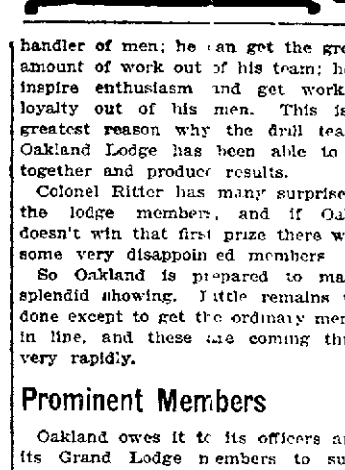 handler of men; he can get the gre
amount of work out of his team; h
inspire enthusiasm and get work
loyalty out of his men. This is
greatest reason why the drill tea
Oakland Lodge has been able to
together and produce results.
Colonel Ritter has many surprise
the lodge members, and if Oa
doesn't win that first prize there w
some very disappointed members
So Oakland is prepared to ma
splendid showing. Little remains
done except to get the ordinary mem
in line, and these are coming thr
very rapidly.
Prominent Members
Oakland owes it to its officers a
its Grand Lodge members to su